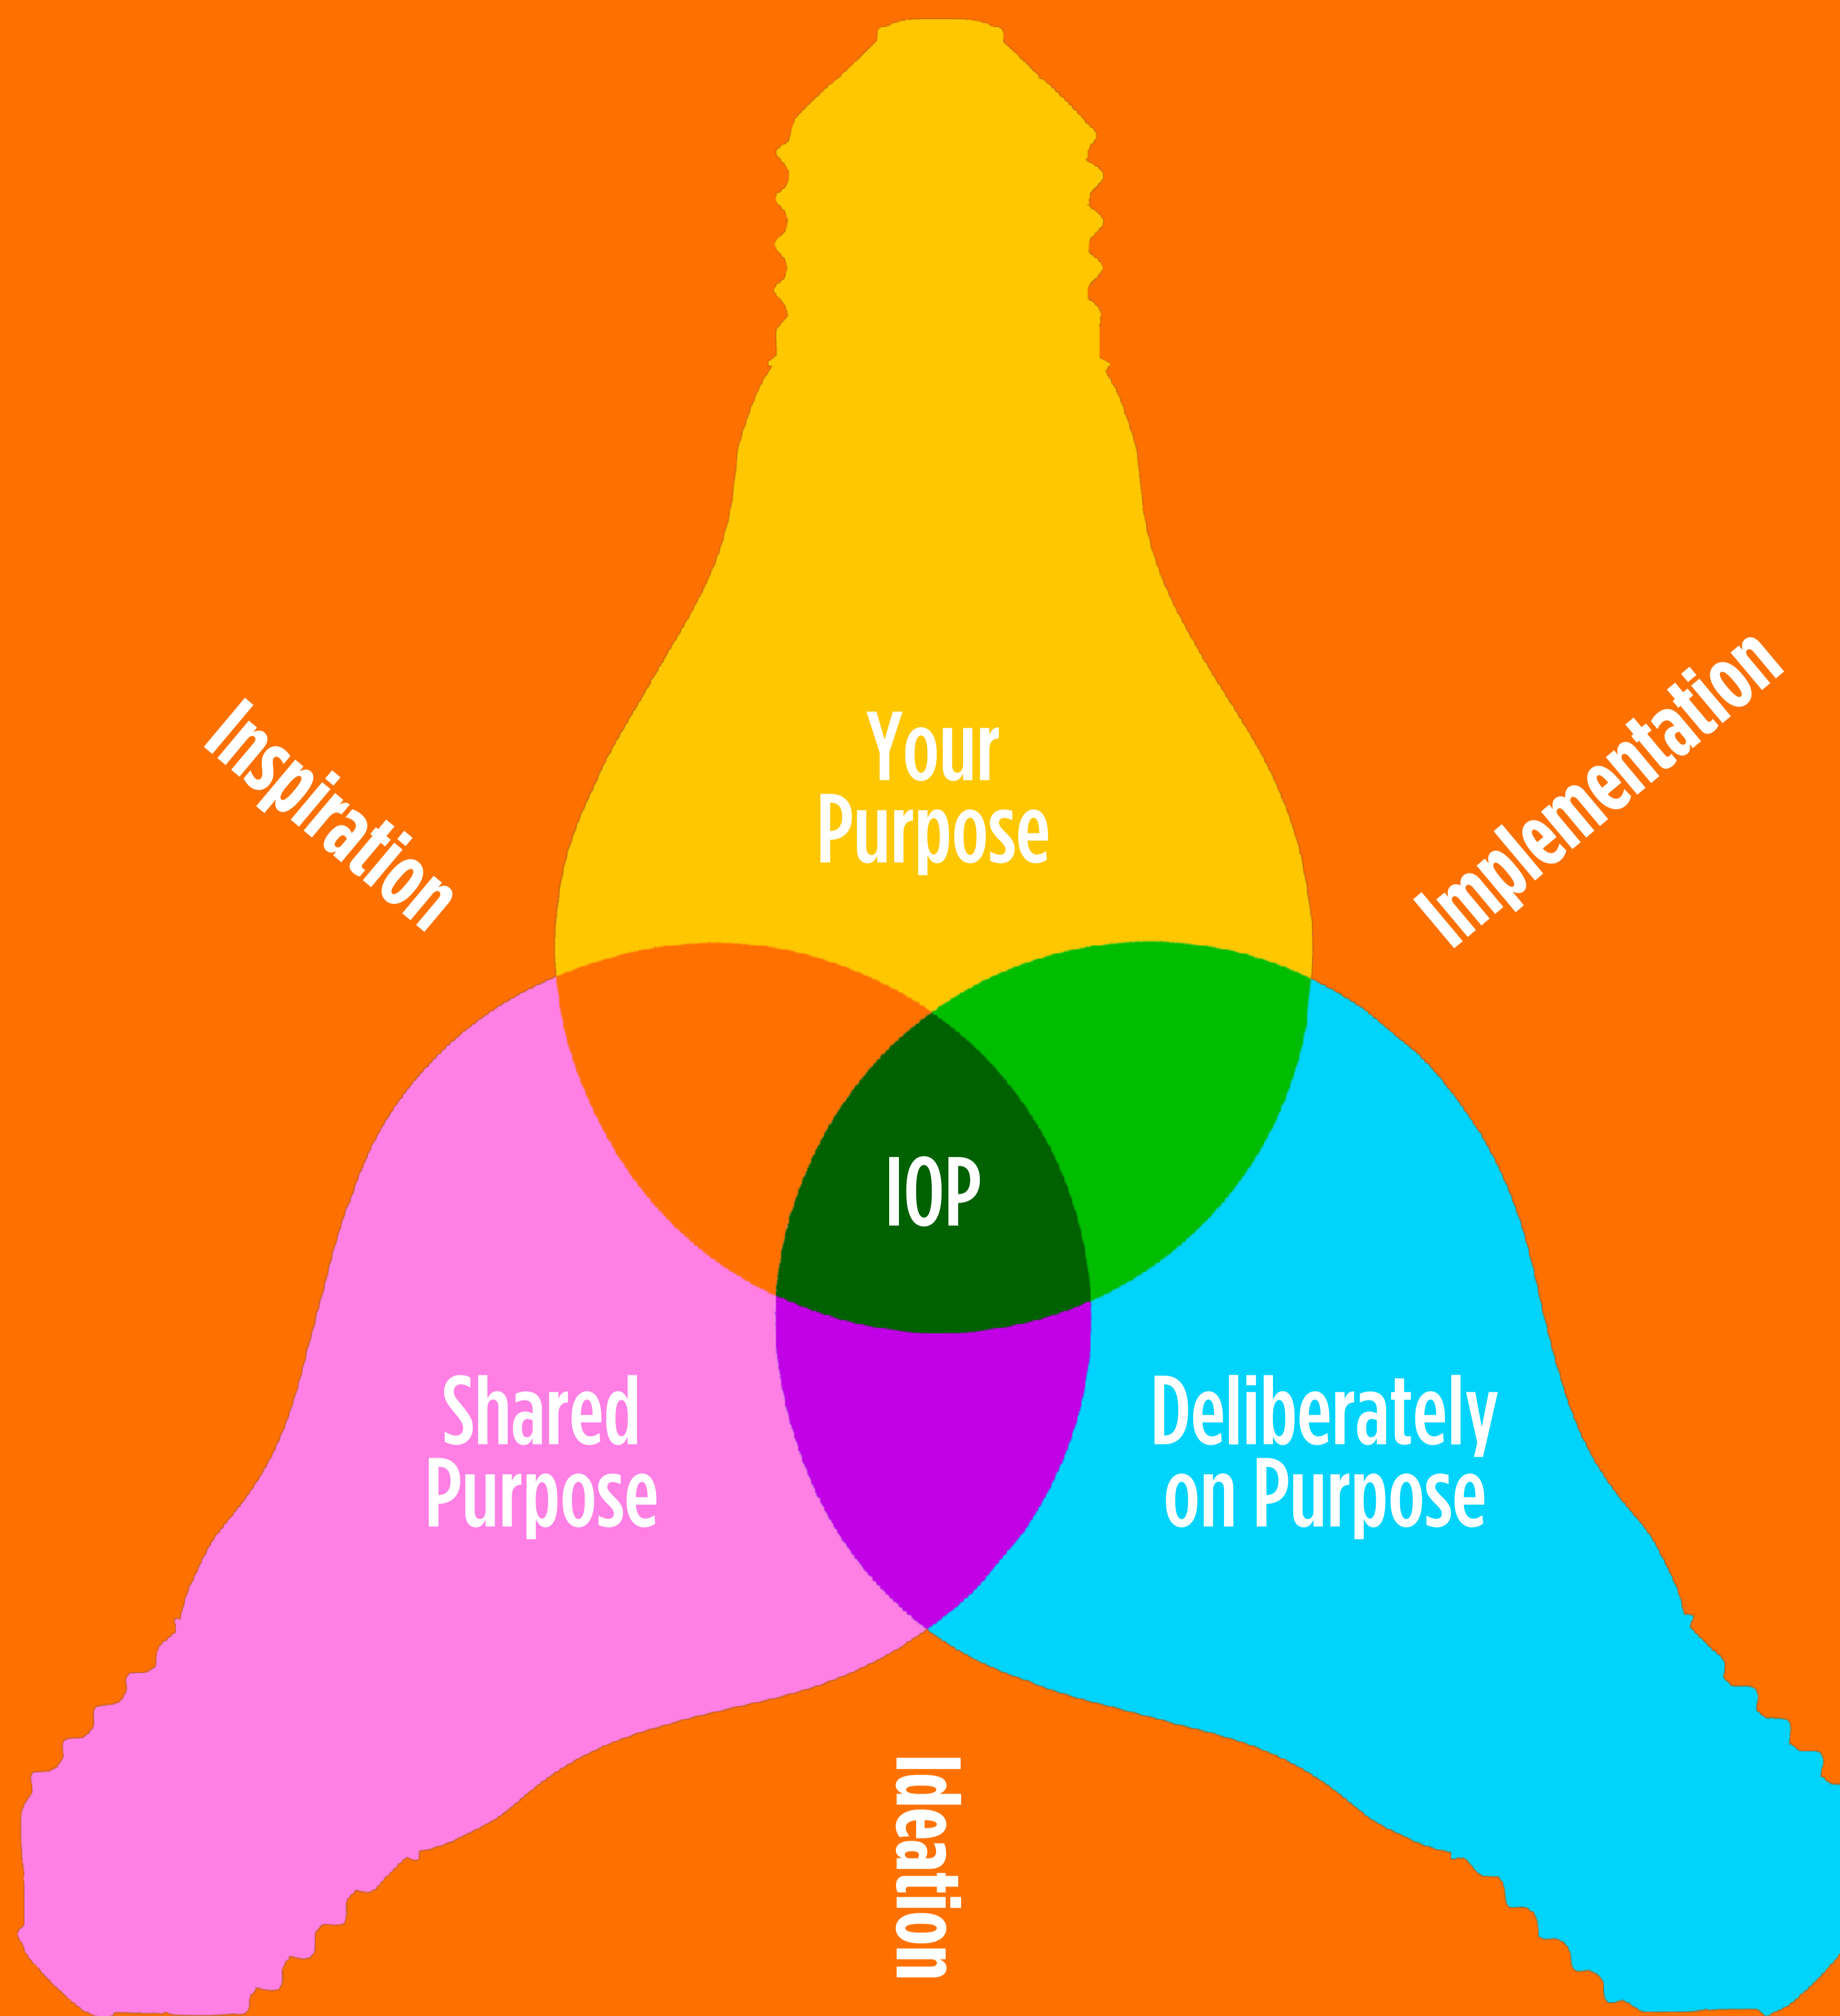 Your
Purpose
Inspiration
Implementation
IOP
Shared
Purpose
Deliberately
on Purpose
Ideation